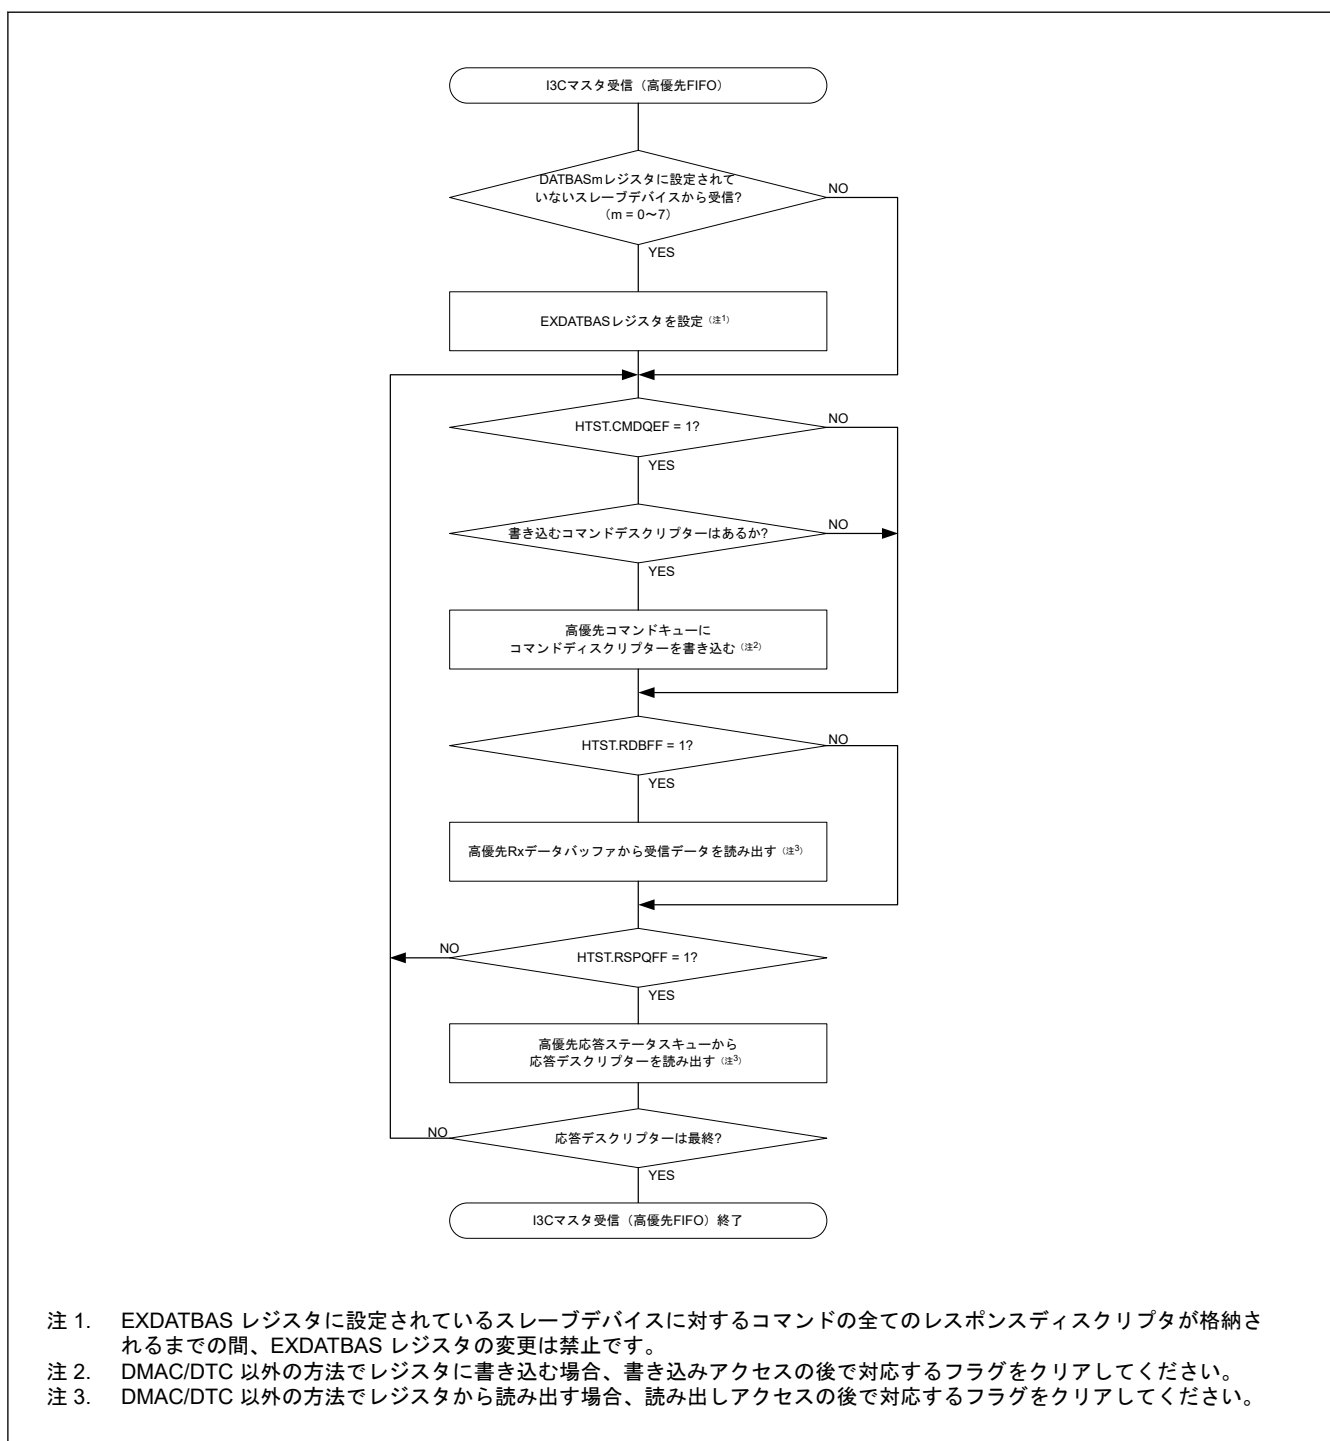 I3Cマスタ受信（高優先FIFO）
DATBASmレジスタに設定されて
いないスレーブデバイスから受信?
（m = 0～7）
NO
YES
EXDATBASレジスタを設定（注1）
HTST.CMDQEF = 1?
NO
YES
書き込むコマンドデスクリプターはあるか?
NO
YES
高優先コマンドキューに
コマンドディスクリプターを書き込む（注2）
HTST.RDBFF = 1?
NO
YES
高優先Rxデータバッファから受信データを読み出す（注3）
NO
HTST.RSPQFF = 1?
YES
高優先応答ステータスキューから
応答デスクリプターを読み出す（注3）
NO
応答デスクリプターは最終?
YES
I3Cマスタ受信（高優先FIFO）終了
注 1. EXDATBAS レジスタに設定されているスレーブデバイスに対するコマンドの全てのレスポンスディスクリプタが格納さ
れるまでの間、EXDATBAS レジスタの変更は禁止です。
注 2. DMAC/DTC 以外の方法でレジスタに書き込む場合、書き込みアクセスの後で対応するフラグをクリアしてください。
注 3. DMAC/DTC 以外の方法でレジスタから読み出す場合、読み出しアクセスの後で対応するフラグをクリアしてください。